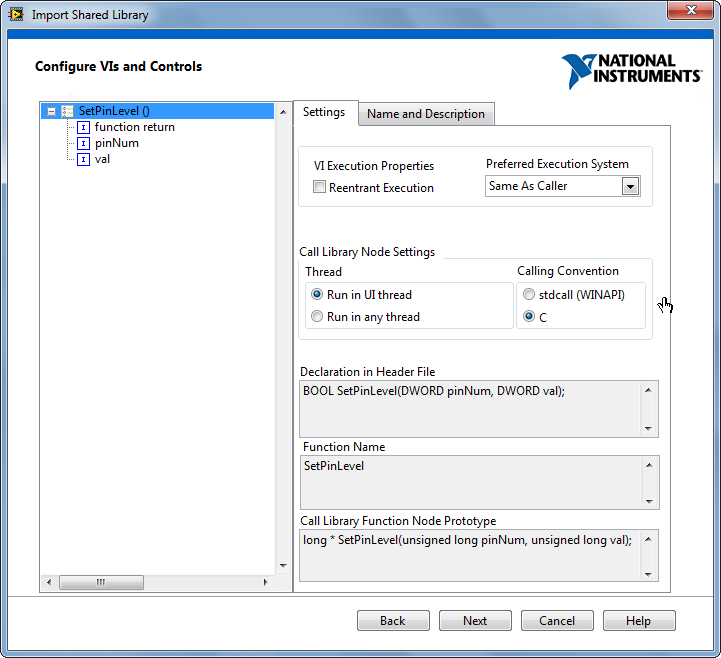 Import Shared Library
Configure VIs and Controls
NATIONAL
INSTRUMENTS
SetPinLevel ()
function return
pinNum
val
Settings
Name and Description
VI Execution Properties
Reentrant Execution
Preferred Execution System
Same As Caller
Call Library Node Settings
Thread
Run in UI thread
Run in any thread
Calling Convention
stdcall (WINAPI)
C
Declaration in Header File
BOOL SetPinLevel(DWORD pinNum, DWORD val);
Function Name
SetPinLevel
Call Library Function Node Prototype
long * SetPinLevel(unsigned long pinNum, unsigned long val);
Back
Next
Cancel
Help